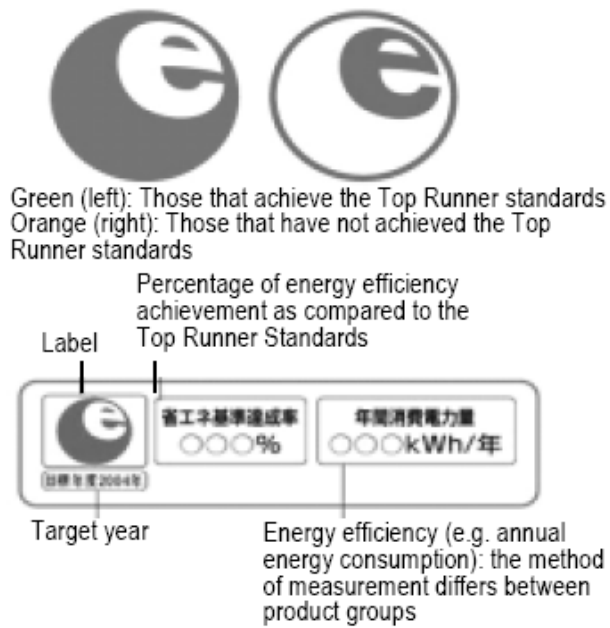 e e
Green (left): Those that achieve the Top Runner standards
Orange (right): Those that have not achieved the Top
Runner standards
Percentage of energy efficiency
achievement as compared to the
Top Runner Standards
Label
e
省エネ基準達成率
○○○%
年間消費電力量
○○○kWh/年
目標年度2004年
Target year
Energy efficiency (e.g. annual
energy consumption): the method
of measurement differs between
product groups